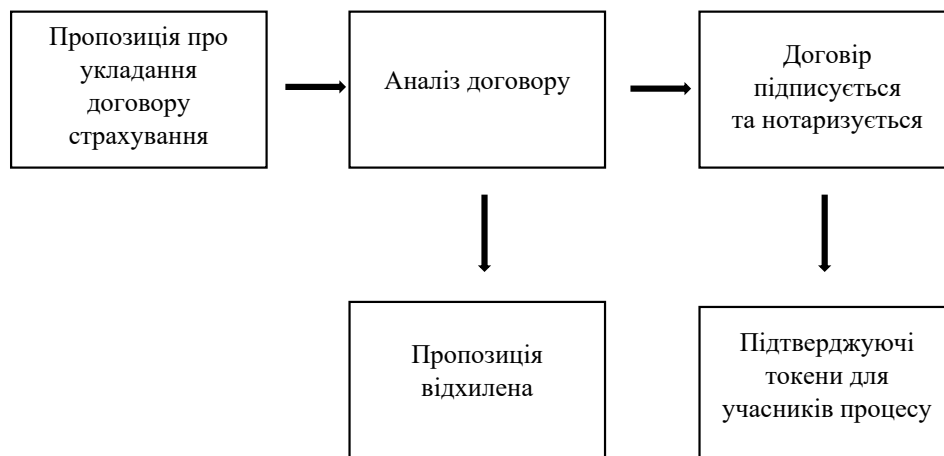 Пропозиція про
укладання
договору
страхування
Аналіз договору
Договір
підписується
та нотаризується
Пропозиція
відхилена
Підтверджуючі
токени для
учасників процесу